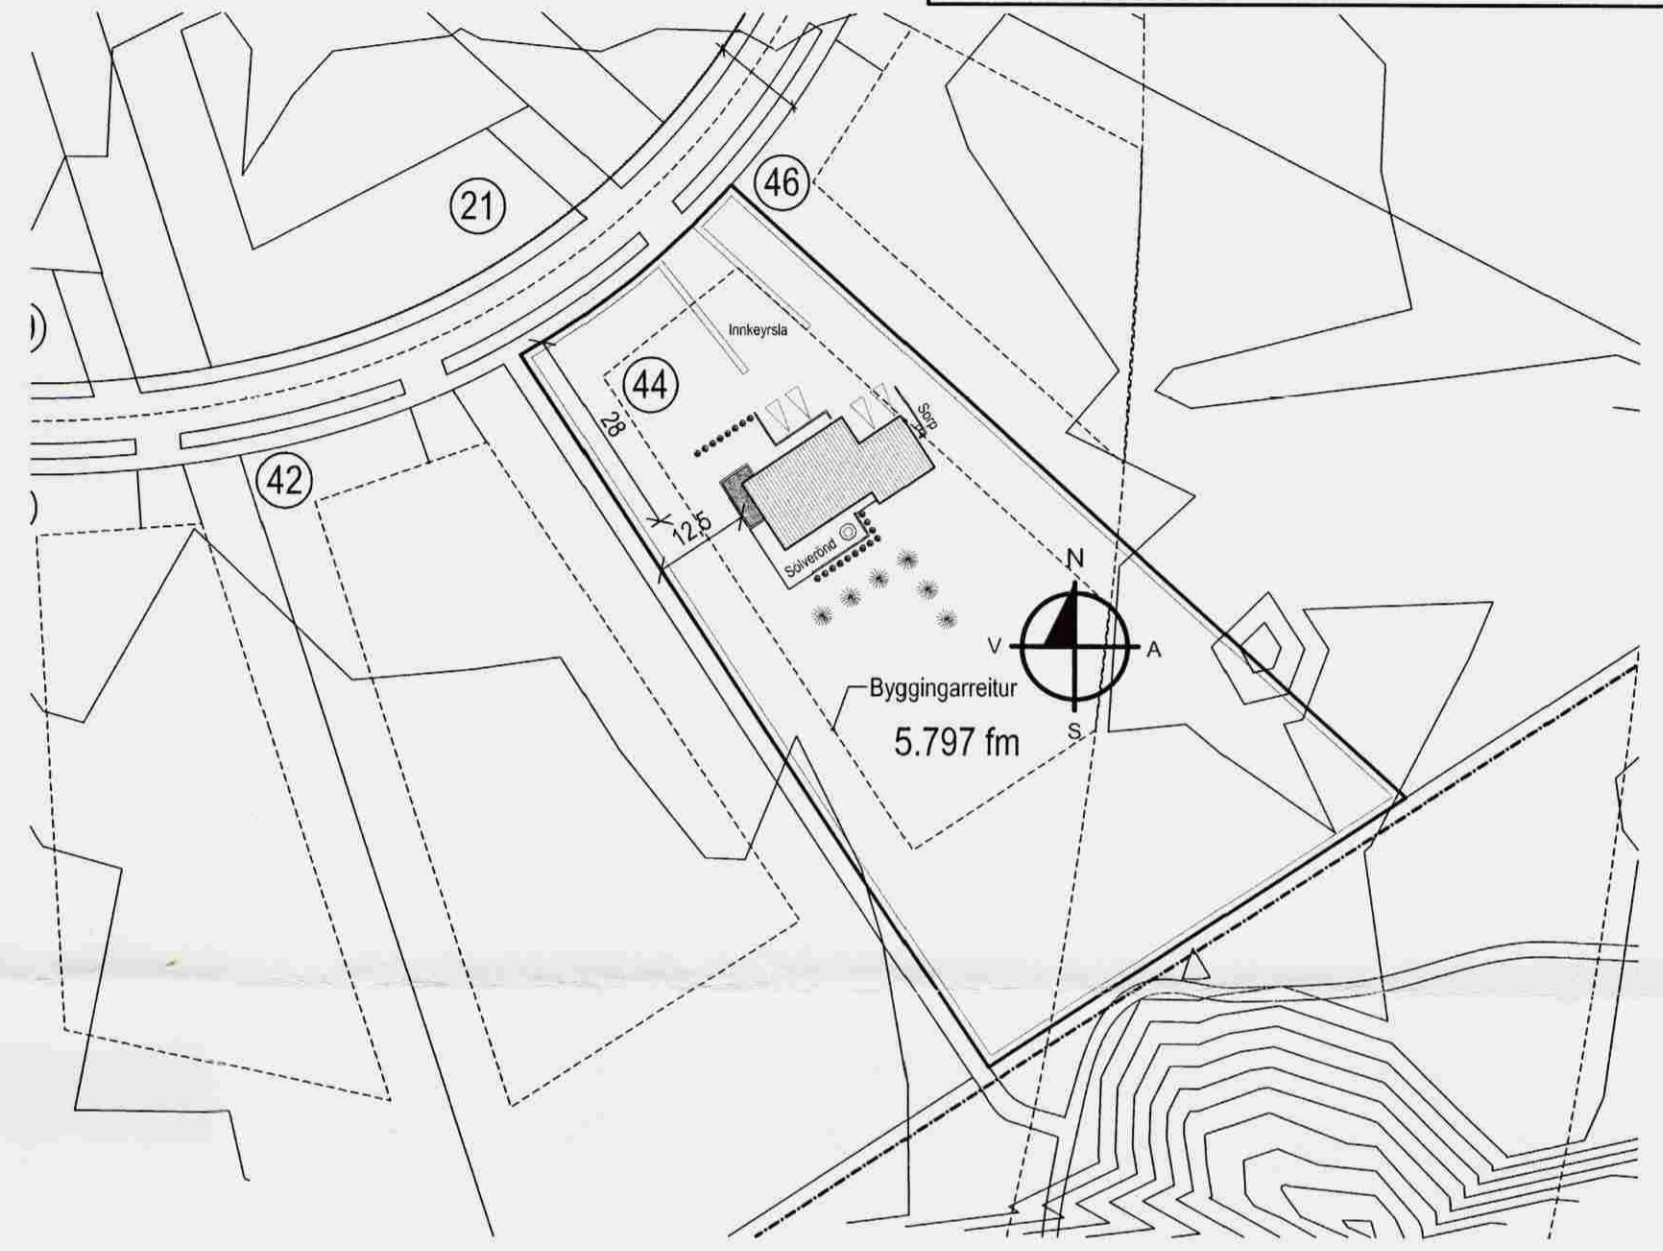 46
21
Innkeyrsla
44
Sorp
28
42
12,5
Sólverönd
N
V
A
S
Byggingarreitur
5.797 fm